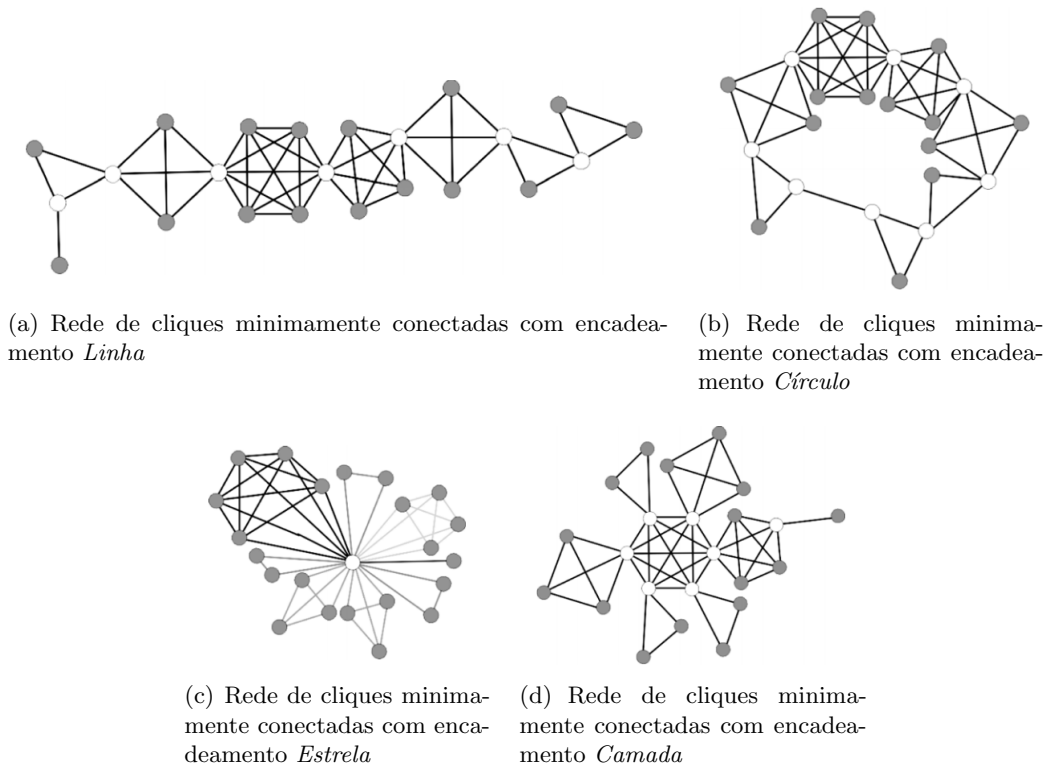 (a) Rede de cliques minimamente conectadas com encadea-
mento Linha
(b) Rede de cliques minima-
mente conectadas com encadea-
mento Círculo
(c) Rede de cliques minima-
mente conectadas com enca-
deamento Estrela
(d) Rede de cliques minima-
mente conectadas com encadea-
mento Camada